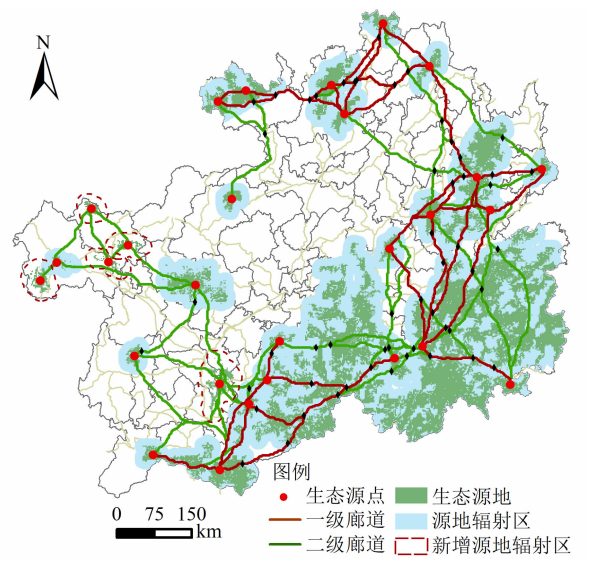 N
图例
生态源点 生态源地
一级廊道 源地辐射区
二级廊道 新增源地辐射区
0 75 150
km